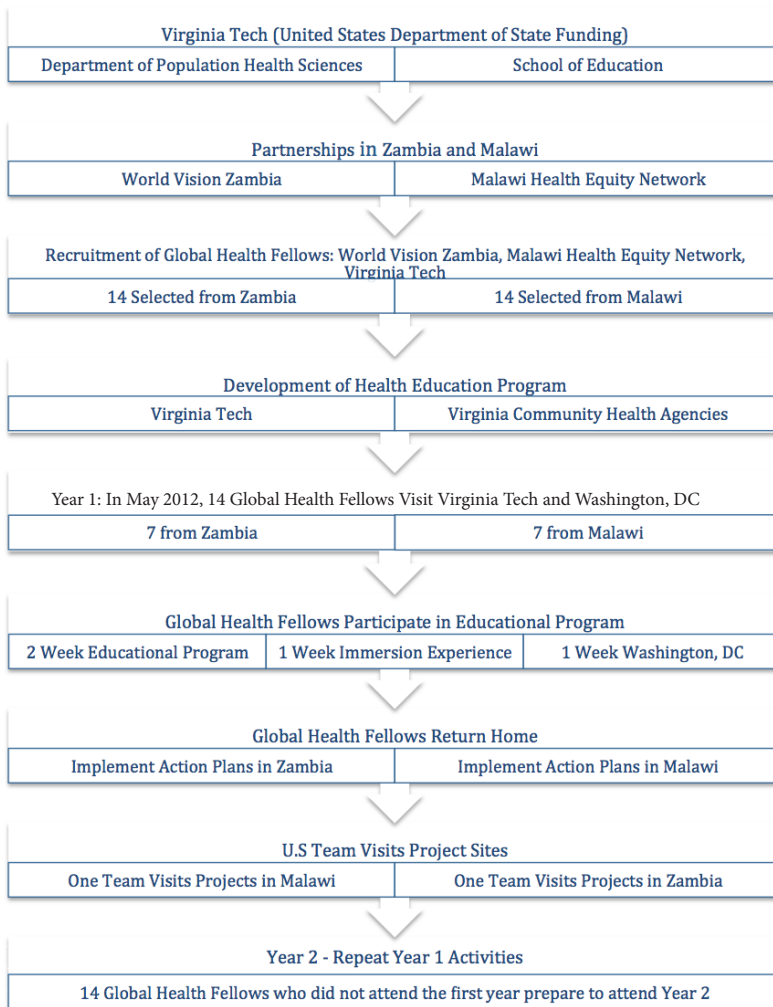 Virginia Tech (United States Department of State Funding)
Department of Population Health Sciences
School of Education
Partnerships in Zambia and Malawi
World Vision Zambia
Malawi Health Equity Network
Recruitment of Global Health Fellows: World Vision Zambia, Malawi Health Equity Network,
Virginia Tech
14 Selected from Zambia
14 Selected from Malawi
Development of Health Education Program
Virginia Tech
Virginia Community Health Agencies
Year 1: In May 2012, 14 Global Health Fellows Visit Virginia Tech and Washington, DC
7 from Zambia
7 from Malawi
Global Health Fellows Participate in Educational Program
2 Week Educational Program
1 Week Immersion Experience
1 Week Washington, DC
Global Health Fellows Return Home
Implement Action Plans in Zambia
Implement Action Plans in Malawi
U.S Team Visits Project Sites
One Team Visits Projects in Malawi
One Team Visits Projects in Zambia
Year 2 - Repeat Year 1 Activities
14 Global Health Fellows who did not attend the first year prepare to attend Year 2